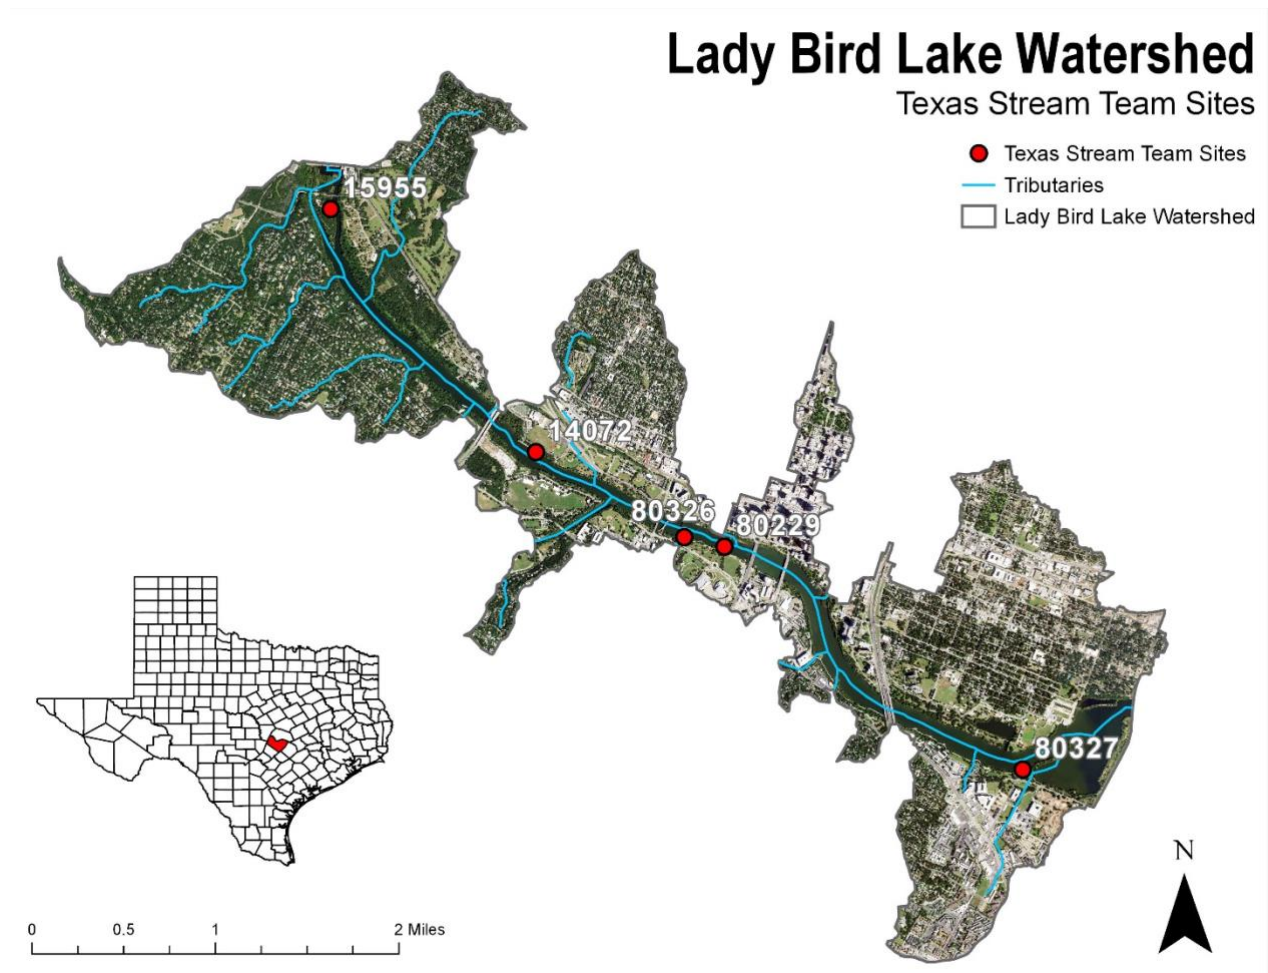 Lady Bird Lake Watershed
Texas Stream Team Sites
Texas Stream Team Sites
Tributaries
Lady Bird Lake Watershed
15955
14072
80326
80229
80327
N
0 0.5 1 2 Miles